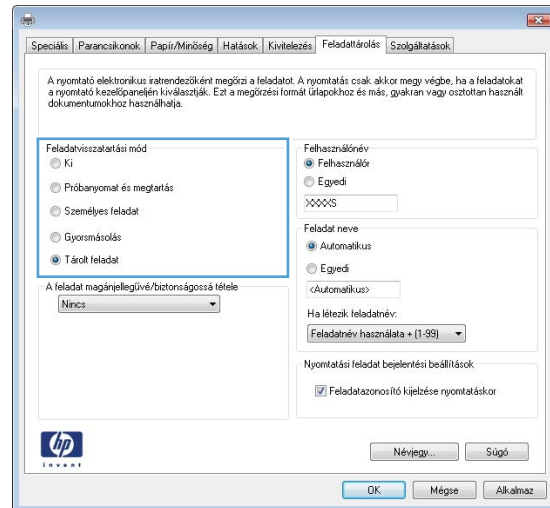 Speciális Parancsikonok Papír/Minőség Hatások Kivitelezés Feladattárolás Szolgáltatások
A nyomtató elektronikus iratrendezőként megőrzi a feladatot. A nyomtatás csak akkor megy végbe, ha a feladatokat
a nyomtató kezelőpaneljén kiválasztják. Ezt a megőrzési formát űrlapokhoz és más, gyakran vagy osztottan használt
dokumentumokhoz használhatja.
Feladatvisszatartási mód
Ki
Próbanyomat és megtartás
Személyes feladat
Gyorsmásolás
Tárolt feladat
A feladat magánjellegűvé/biztonságossá tétele
Nincs
Felhasználónév
Felhasználór
Egyedi
XXXXS
Feladat neve
Automatikus
Egyedi
<Automatikus>
Ha létezik feladatnév:
Feladatnév használata + (1-99)
Nyomtatási feladat bejelentési beállítások
Feladatazonosító kijelzése nyomtatáskor
hp
invent
Névjegy... Súgó
OK Mégse Alkalmaz